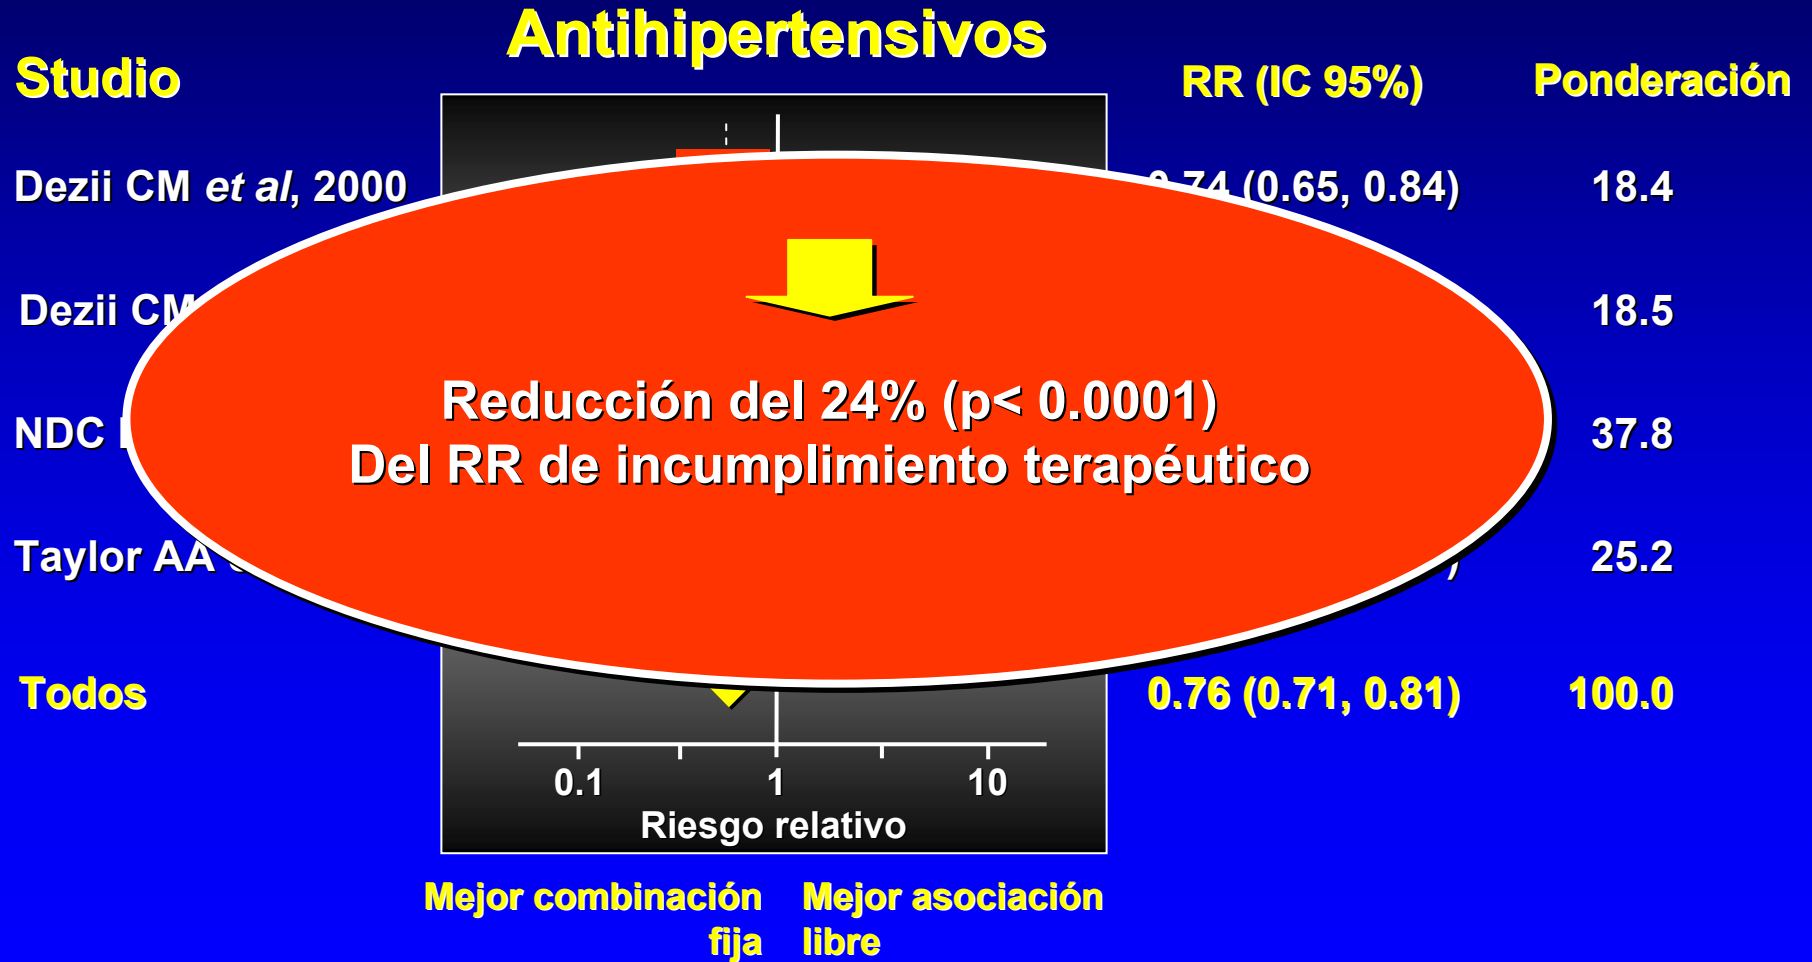 Antihipertensivos
Studio RR (IC 95%) Ponderación
Dezii CM et al, 2000 (0.65, 0.84) 18.4
Dezii CM 18.5
Reducción del 24% (p< 0.0001)
NDC 37.8
Del RR de incumplimiento terapéutico
Taylor AA 25.2
Todos 0.76 (0.71, 0.81) 100.0
0.1 1 10
Riesgo relativo
Mejor combinación Mejor asociación
fija libre